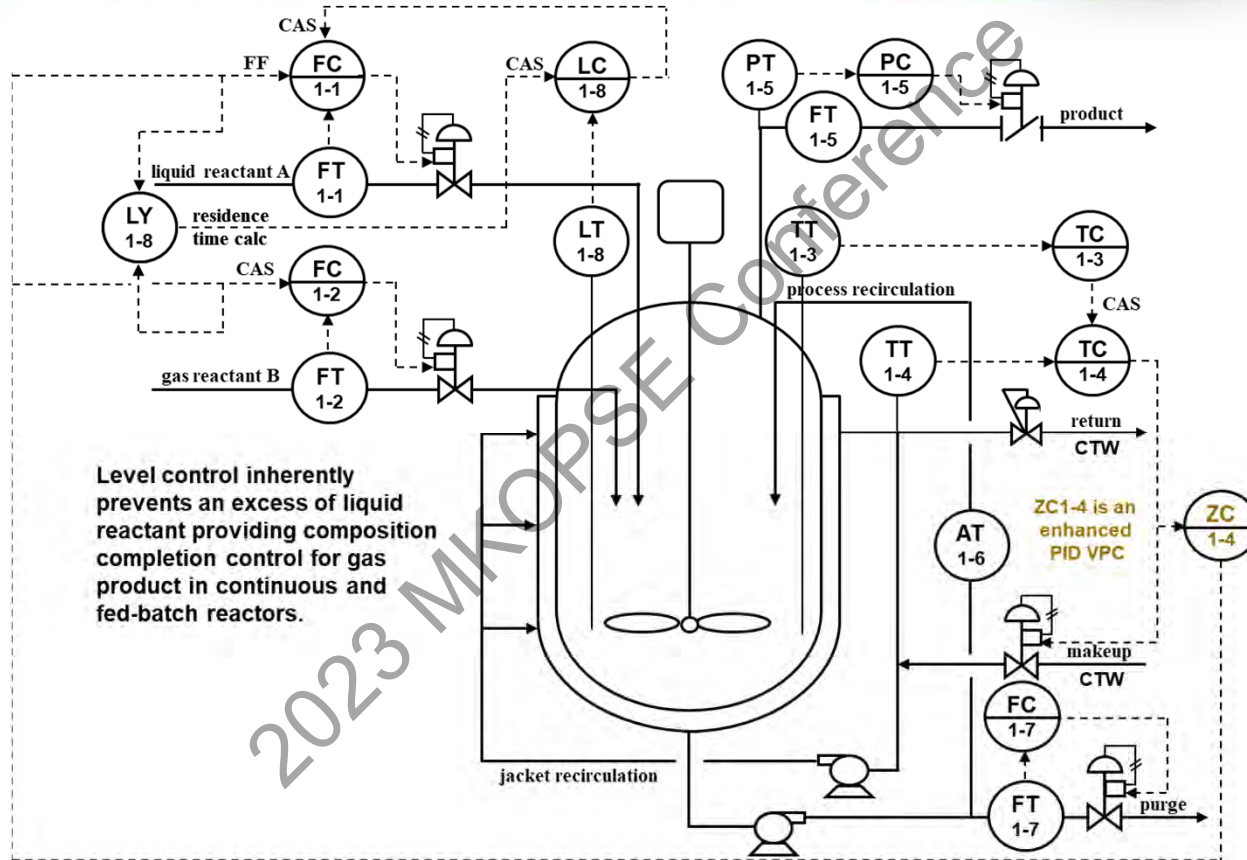 CAS
FF
FC
1-1
CAS
LC
1-8
PT
1-5
PC
1-5
FT
1-5
product
liquid reactant A
FT
1-1
LY
1-8
residence
time calc
LT
1-8
TT
1-3
TC
1-3
CAS
FC
1-2
CAS
process recirculation
TT
1-4
TC
1-4
gas reactant B
FT
1-2
return
CTW
Level control inherently
prevents an excess of liquid
reactant providing composition
completion control for gas
product in continuous and
fed-batch reactors.
ZC1-4 is an
enhanced
PID VPC
ZC
1-4
AT
1-6
makeup
CTW
FC
1-7
jacket recirculation
FT
1-7
purge
2023 MKOPSE Conference